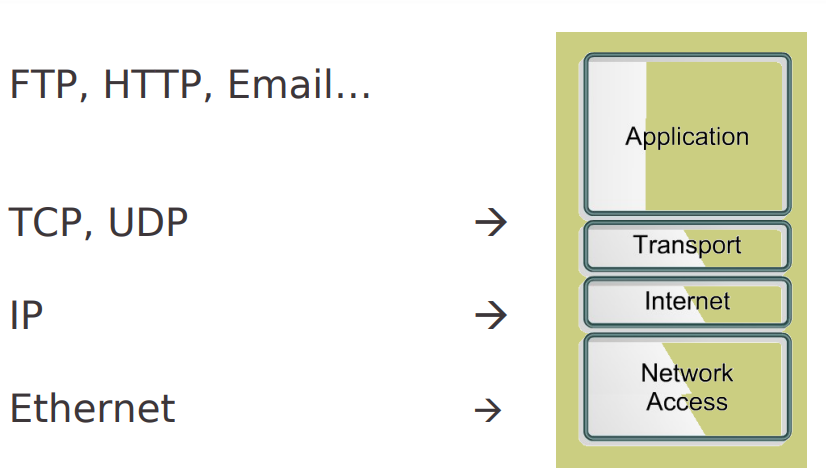 FTP, HTTP, Email...
Application
TCP, UDP →
Transport
IP →
Internet
Ethernet →
Network
Access